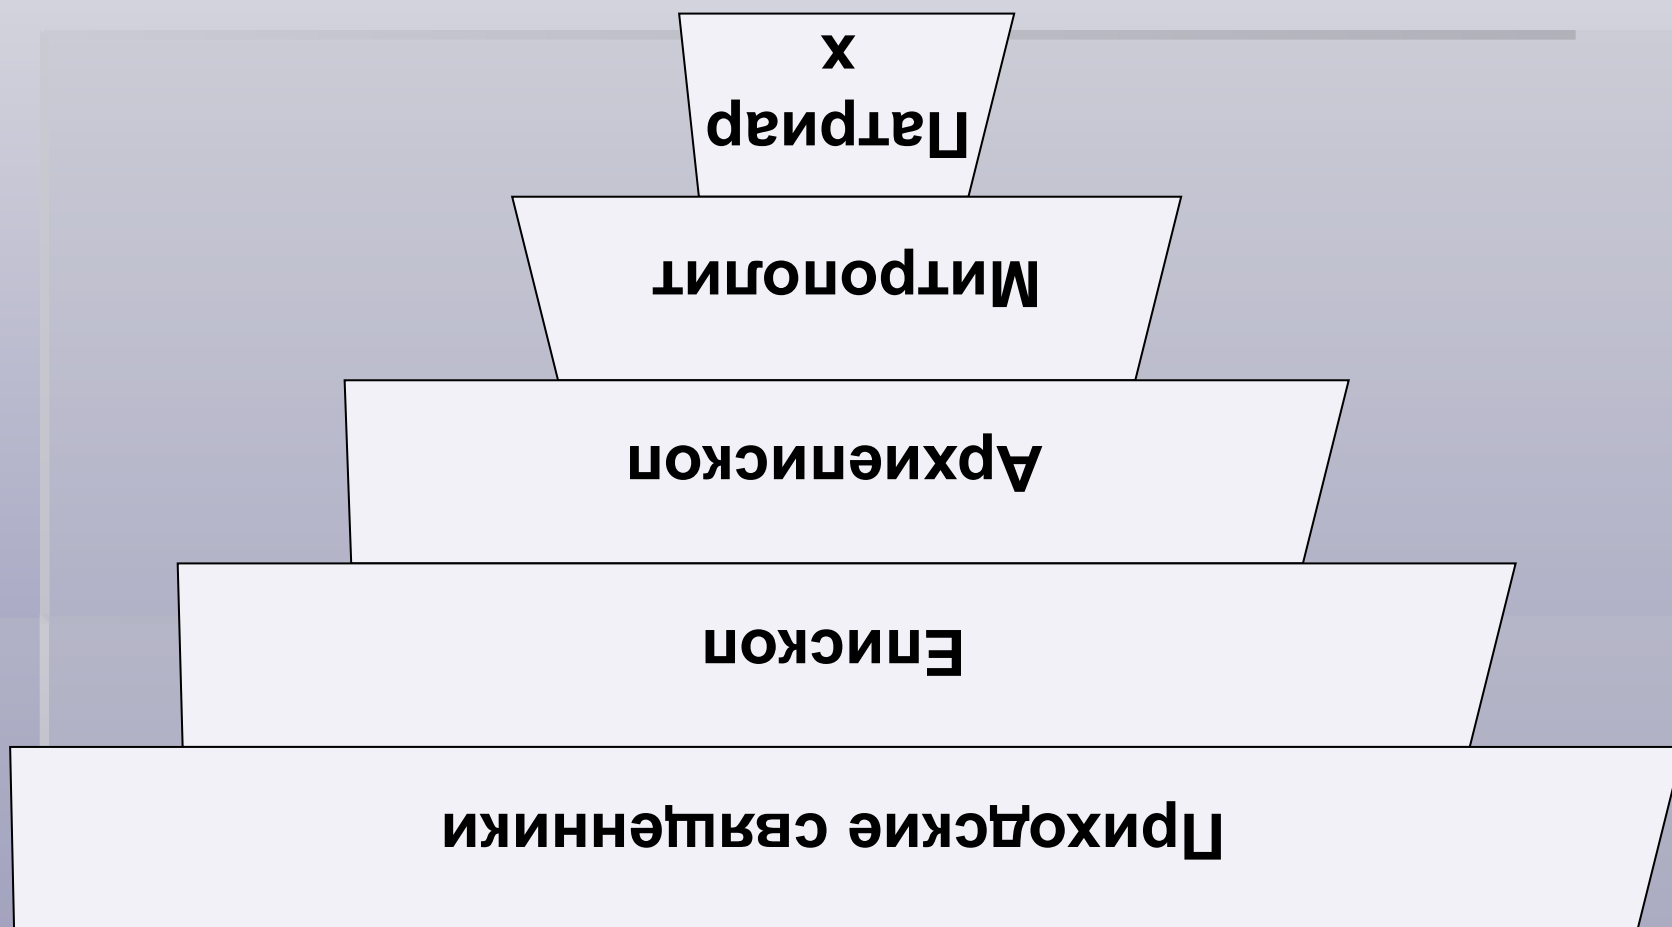 Патриар
х
Митрополит
Архиепископ
Епископ
Приходские священники